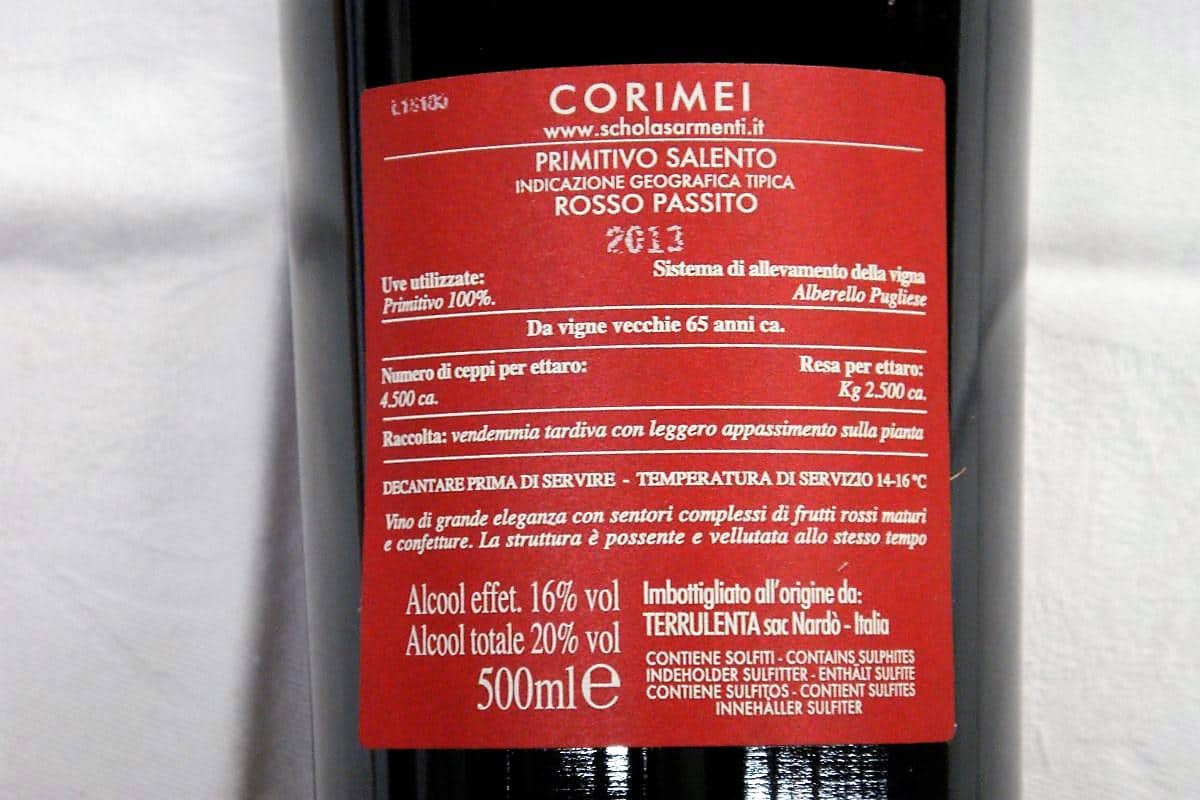 L15100
CORIMEI
www.scholasarmenti.it
PRIMITIVO SALENTO
INDICAZIONE GEOGRAFICA TIPICA
ROSSO PASSITO
2013
Uve utilizzate:
Primitivo 100%.
Sistema di allevamento della vigna
Alberello Pugliese
Da vigne vecchie 65 anni ca.
Numero di ceppi per ettaro:
4.500 ca.
Resa per ettaro:
Kg 2.500 ca.
Raccolta: vendemmia tardiva con leggero appassimento sulla pianta
DECANTARE PRIMA DI SERVIRE - TEMPERATURA DI SERVIZIO 14-16 °C
Vino di grande eleganza con sentori complessi di frutti rossi maturi
e confetture. La struttura è possente e vellutata allo stesso tempo
Alcool effet. 16% vol
Alcool totale 20% vol
500ml e
Imbottigliato all'origine da:
TERRULENTA sac Nardò - Italia
CONTIENE SOLFITI - CONTAINS SULPHITES
INDEHOLDER SULFITTER - ENTHÄLT SULFITE
CONTIENE SULFITOS - CONTIENT SULFITES
INNEHÅLLER SULFITER